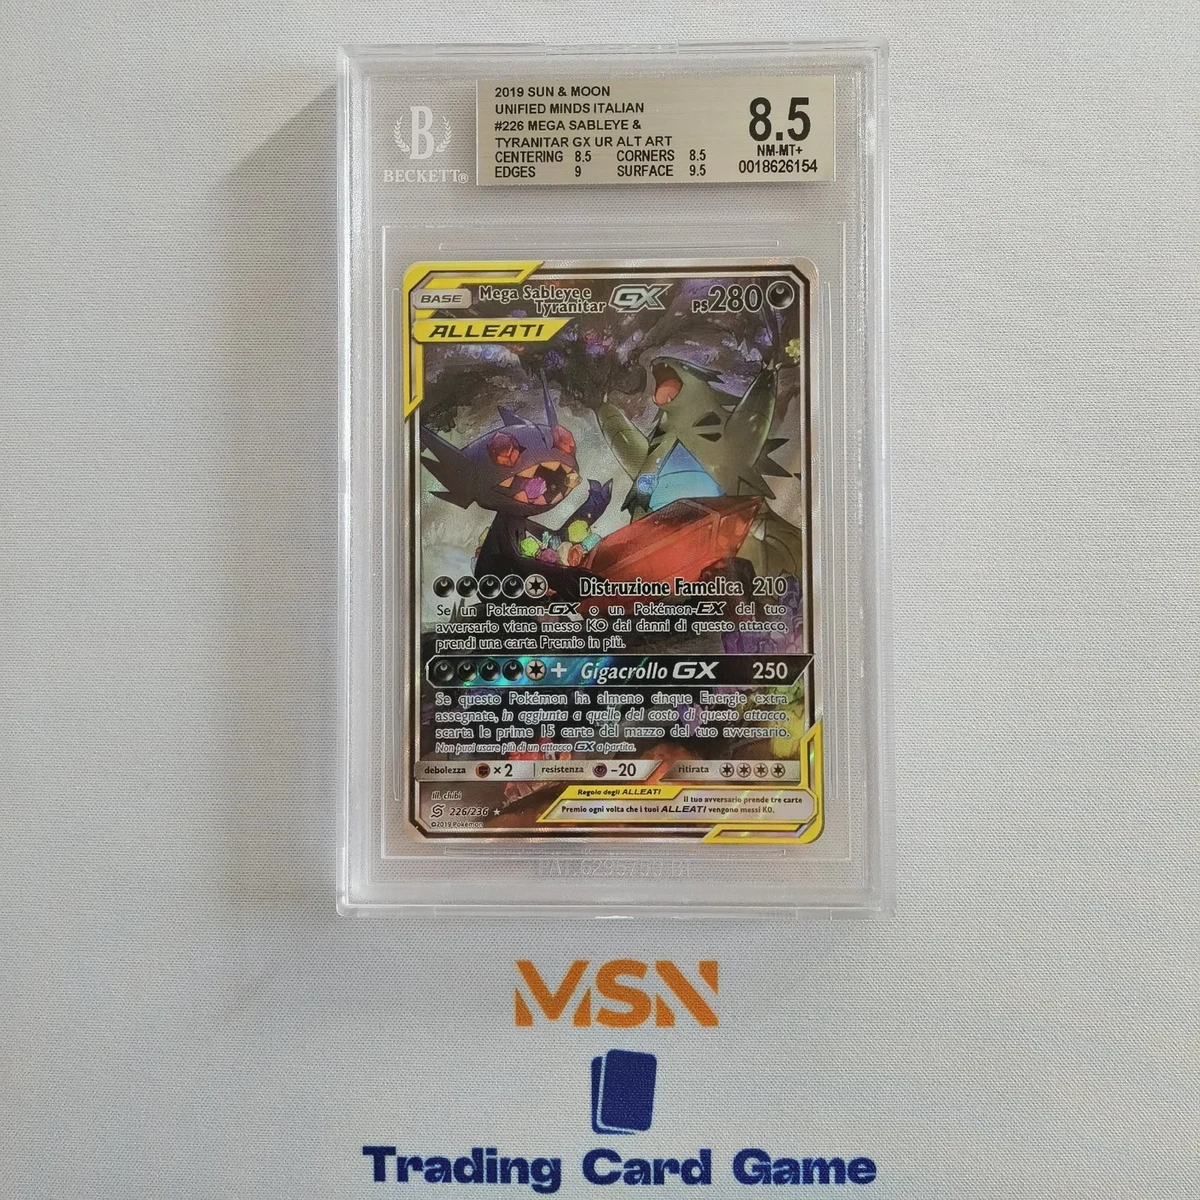 2019 SUN & MOON
UNIFIED MINDS ITALIAN
#226 MEGA SABLEYE &
TYRANITAR GX UR ALT ART
CENTERING 8.5 CORNERS 8.5
EDGES 9 SURFACE 9.5
8.5
NM-MT+
0018626154
B
BECKETT®
BASE
Mega Sableye e
Tyranitar GX
PS280
ALLEATI
Distruzione Famelica 210
Se un Pokémon-GX o un Pokémon-EX del tuo
avversario viene messo KO dai danni di questo attacco,
prendi una carta Premio in più.
+ Gigacrollo GX 250
Se questo Pokémon ha almeno cinque Energie extra
assegnate, in aggiunta a quelle del costo di questo attacco,
scarta le prime 15 carte del mazzo del tuo avversario.
Non puoi usare più di un attacco GX a partita.
debolezza ×2 resistenza -20 ritirata
Regola degli ALLEATI Il tuo avversario prende tre carte
Premio ogni volta che i tuoi ALLEATI vengono messi KO.
ill. chibi
226/236
©2019 Pokémon
MSN
Trading Card Game